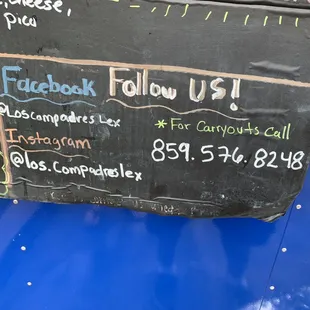 , cheese,
pico
Facebook Follow US!
@Loscompadres Lex
* For Carryouts Call
Instagram
859.576.8248
@los.Compadreslex